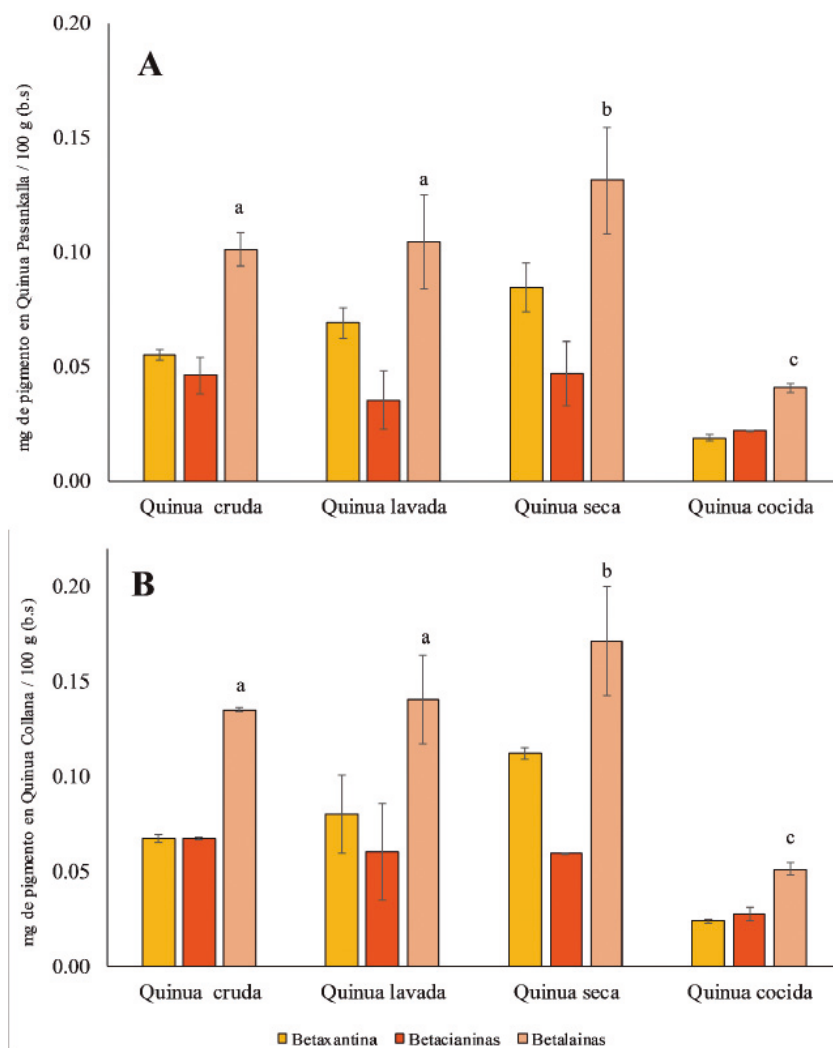 A
mg de pigmento en Quinua Pasankalla / 100 g (b.s)
0.20
0.15
0.10
0.05
0.00
a
a
b
c
Quinua cruda
Quinua lavada
Quinua seca
Quinua cocida
B
mg de pigmento en Quinua Collana / 100 g (b.s)
0.20
0.15
0.10
0.05
0.00
a
a
b
c
Quinua cruda
Quinua lavada
Quinua seca
Quinua cocida
Betaxantina
Betacianinas
Betalainas